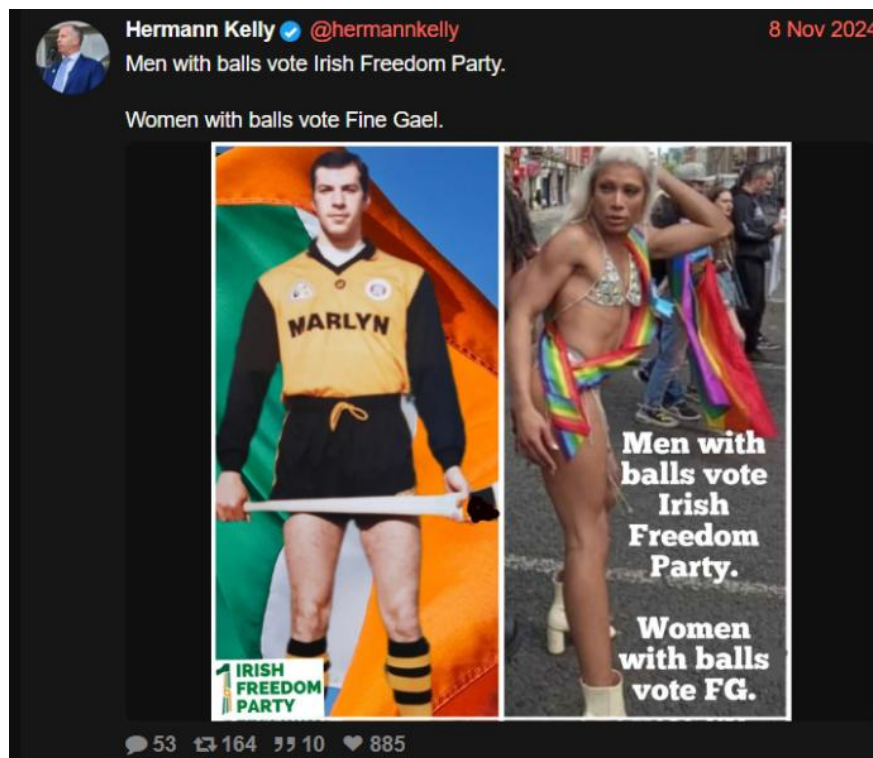 Hermann Kelly @hermannkelly 8 Nov 2024
Men with balls vote Irish Freedom Party.
Women with balls vote Fine Gael.
MARLYN
Men with
balls vote
Irish
Freedom
Party.
Women
with balls
vote FG.
IRISH
FREEDOM
PARTY
53 164 10 885